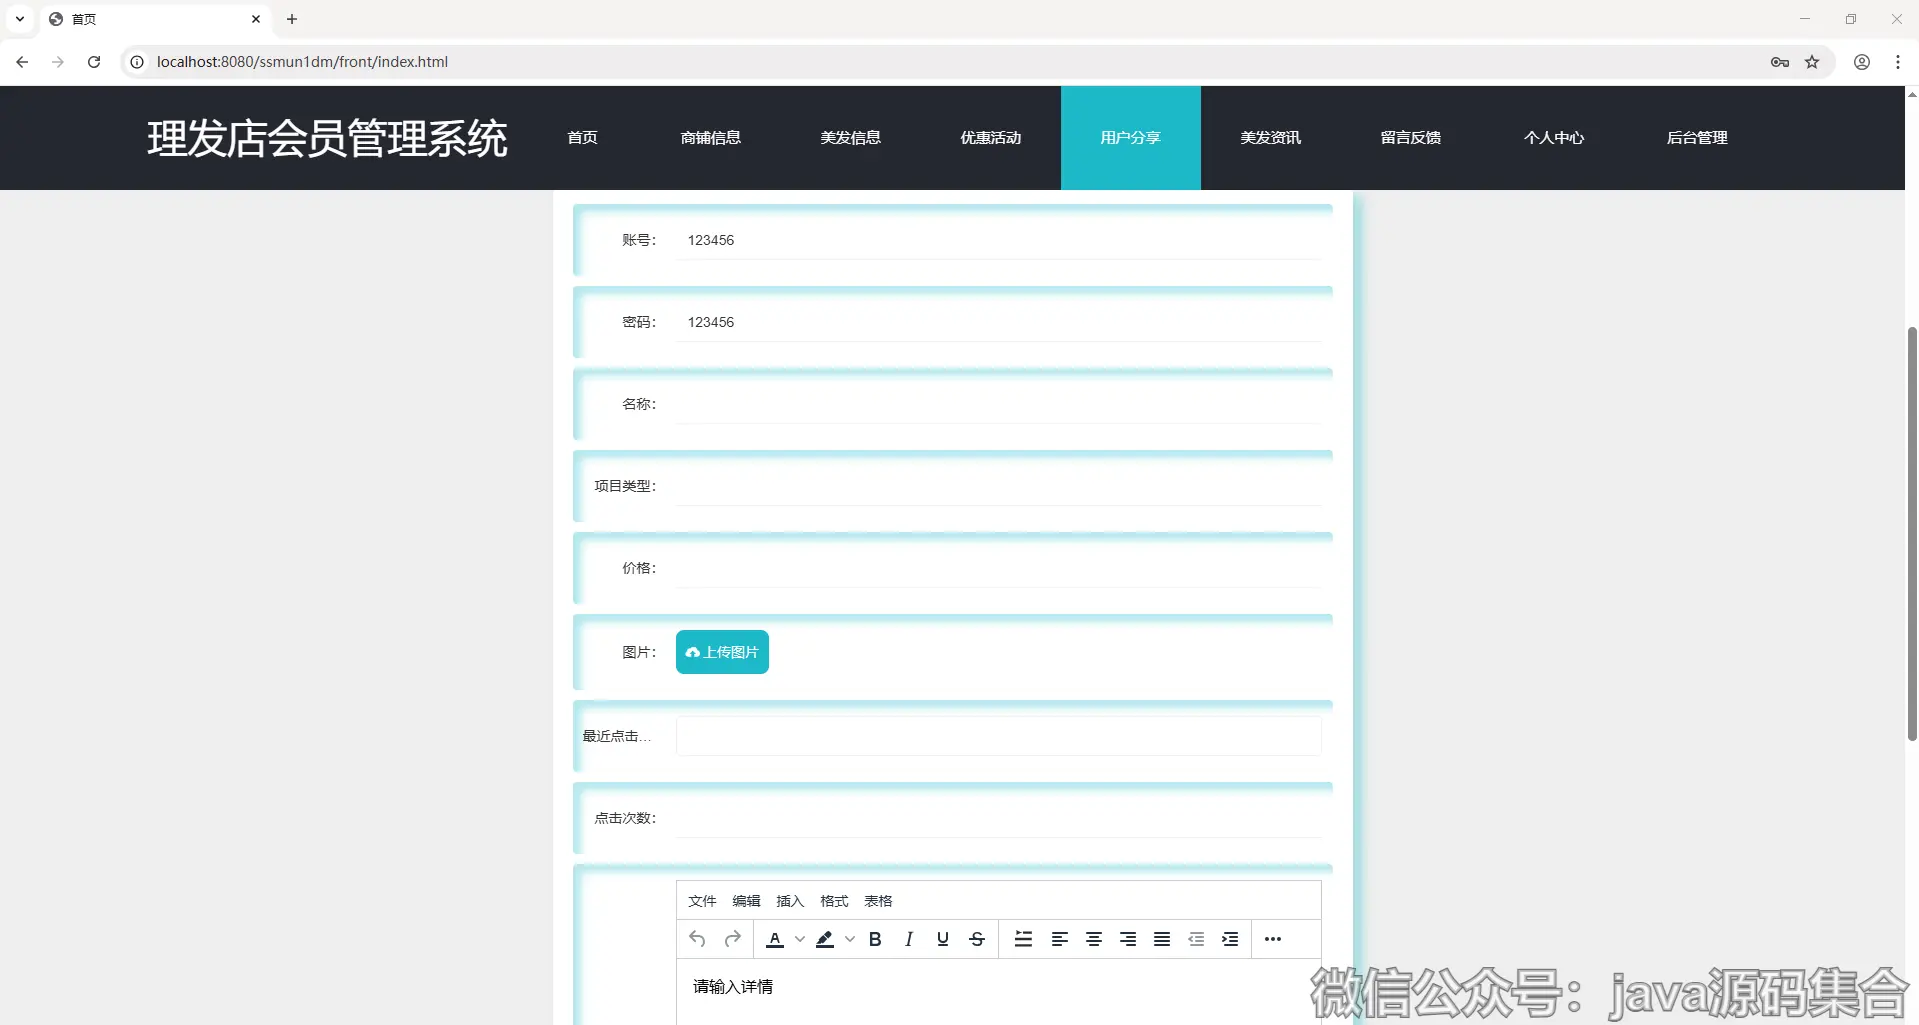 首页
localhost:8080/ssmun1dm/front/index.html
理发店会员管理系统 首页 商铺信息 美发信息 优惠活动 用户分享 美发资讯 留言反馈 个人中心 后台管理
账号： 123456
密码： 123456
名称：
项目类型：
价格：
图片： 上传图片
最近点击...
点击次数：
文件 编辑 插入 格式 表格
请输入详情
微信公众号：java源码集合